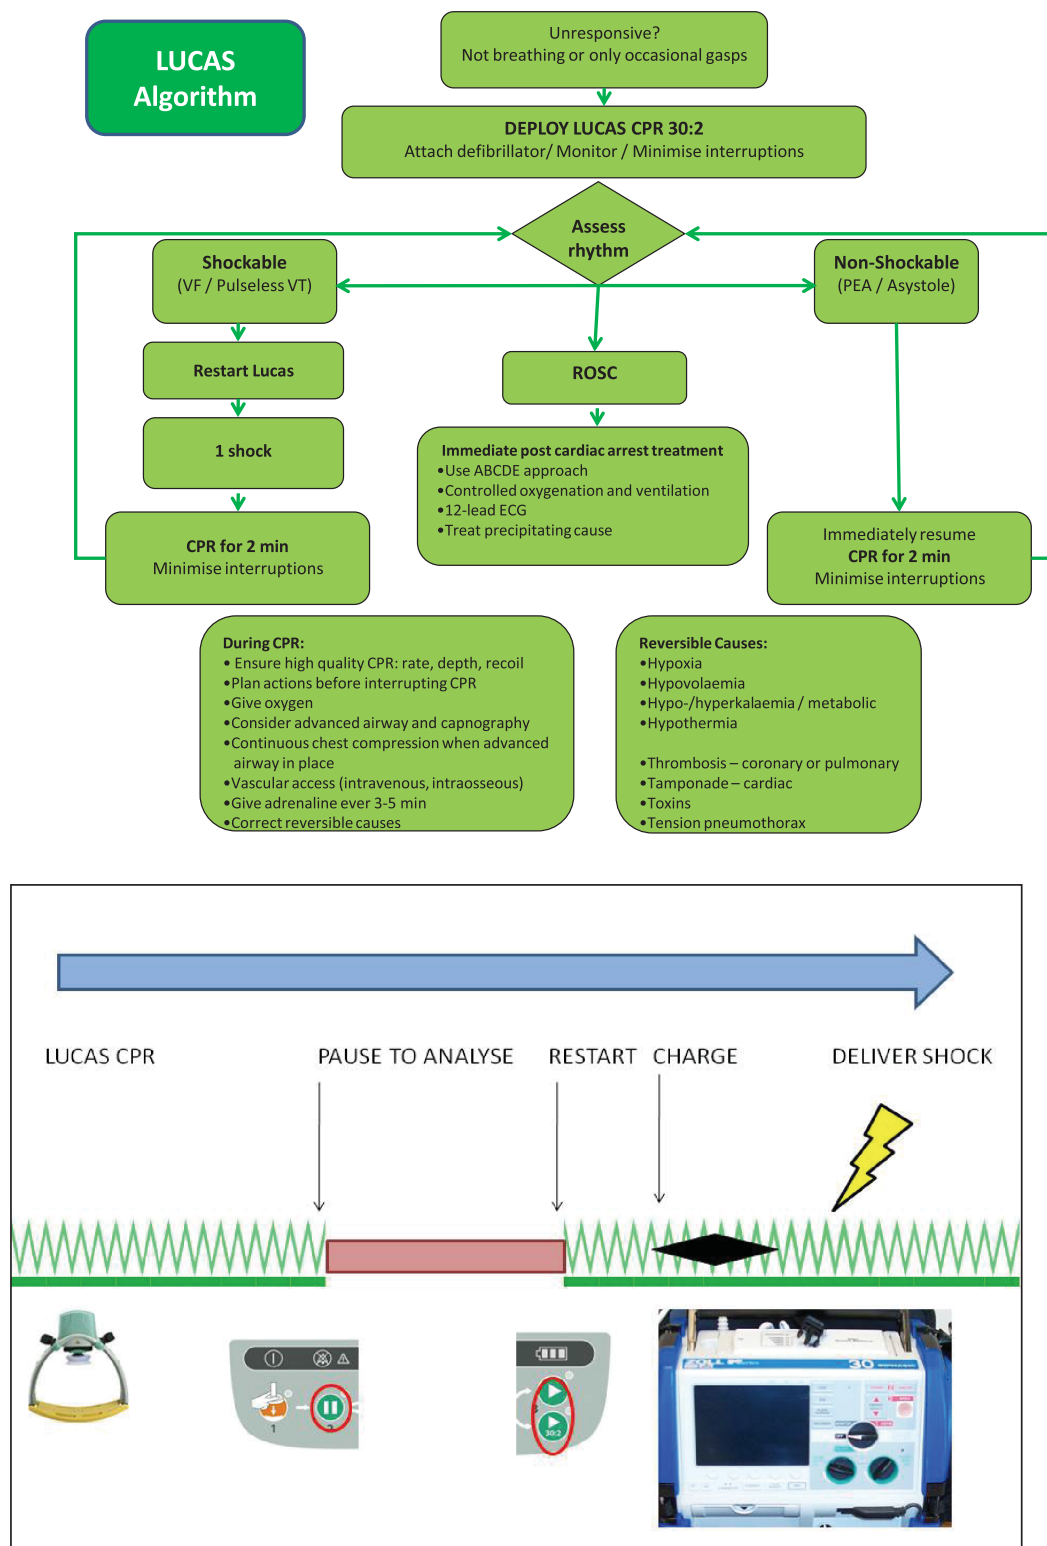 LUCAS
Algorithm
Unresponsive?
Not breathing or only occasional gasps
DEPLOY LUCAS CPR 30:2
Attach defibrillator/ Monitor / Minimise interruptions
Assess
rhythm
Shockable
(VF / Pulseless VT)
Non-Shockable
(PEA / Asystole)
Restart Lucas
ROSC
1 shock
Immediate post cardiac arrest treatment
•Use ABCDE approach
•Controlled oxygenation and ventilation
•12-lead ECG
•Treat precipitating cause
CPR for 2 min
Minimise interruptions
Immediately resume
CPR for 2 min
Minimise interruptions
During CPR:
• Ensure high quality CPR: rate, depth, recoil
•Plan actions before interrupting CPR
•Give oxygen
•Consider advanced airway and capnography
•Continuous chest compression when advanced
airway in place
•Vascular access (intravenous, intraosseous)
•Give adrenaline ever 3-5 min
•Correct reversible causes
Reversible Causes:
•Hypoxia
•Hypovolaemia
•Hypo-/hyperkalaemia / metabolic
•Hypothermia
•Thrombosis – coronary or pulmonary
•Tamponade – cardiac
•Toxins
•Tension pneumothorax
LUCAS CPR
PAUSE TO ANALYSE
RESTART
CHARGE
DELIVER SHOCK
1
30:2
ZOLL
30